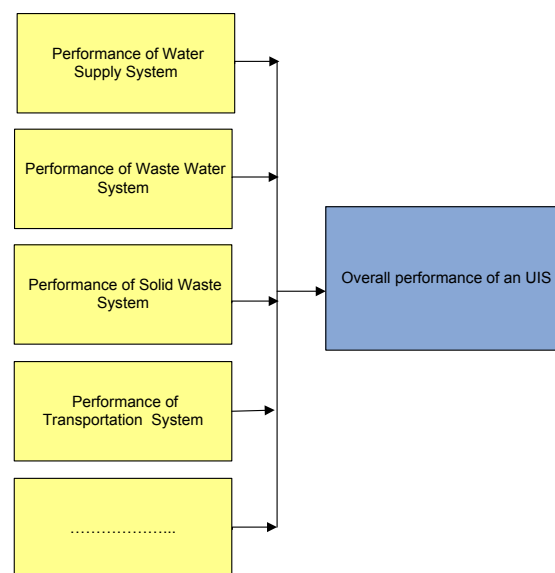 Performance of Water
Supply System
Performance of Waste Water
System
Performance of Solid Waste
System
Performance of
Transportation System
………………...
Overall performance of an UIS